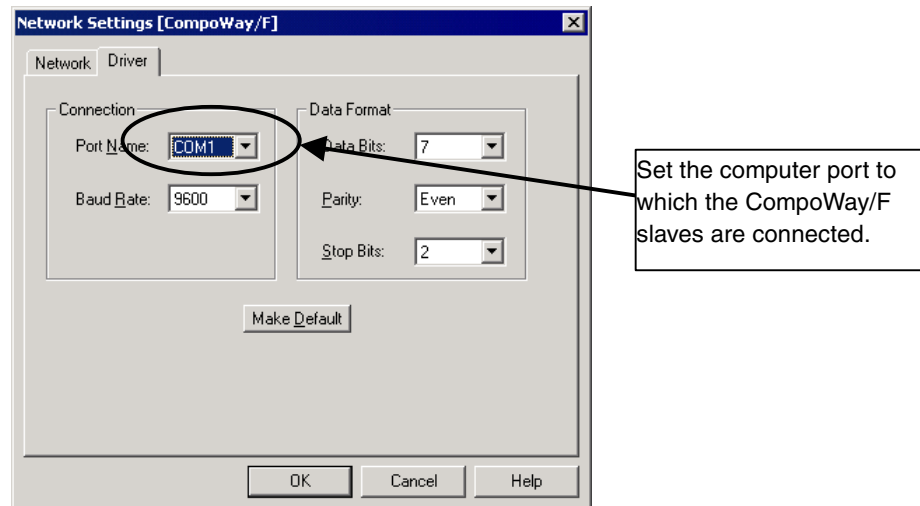 Network Settings [CompoWay/F]
Network Driver
Connection
Port Name: COM1
Baud Rate: 9600
Data Format
Data Bits: 7
Parity: Even
Stop Bits: 2
Make Default
OK Cancel Help
Set the computer port to
which the CompoWay/F
slaves are connected.